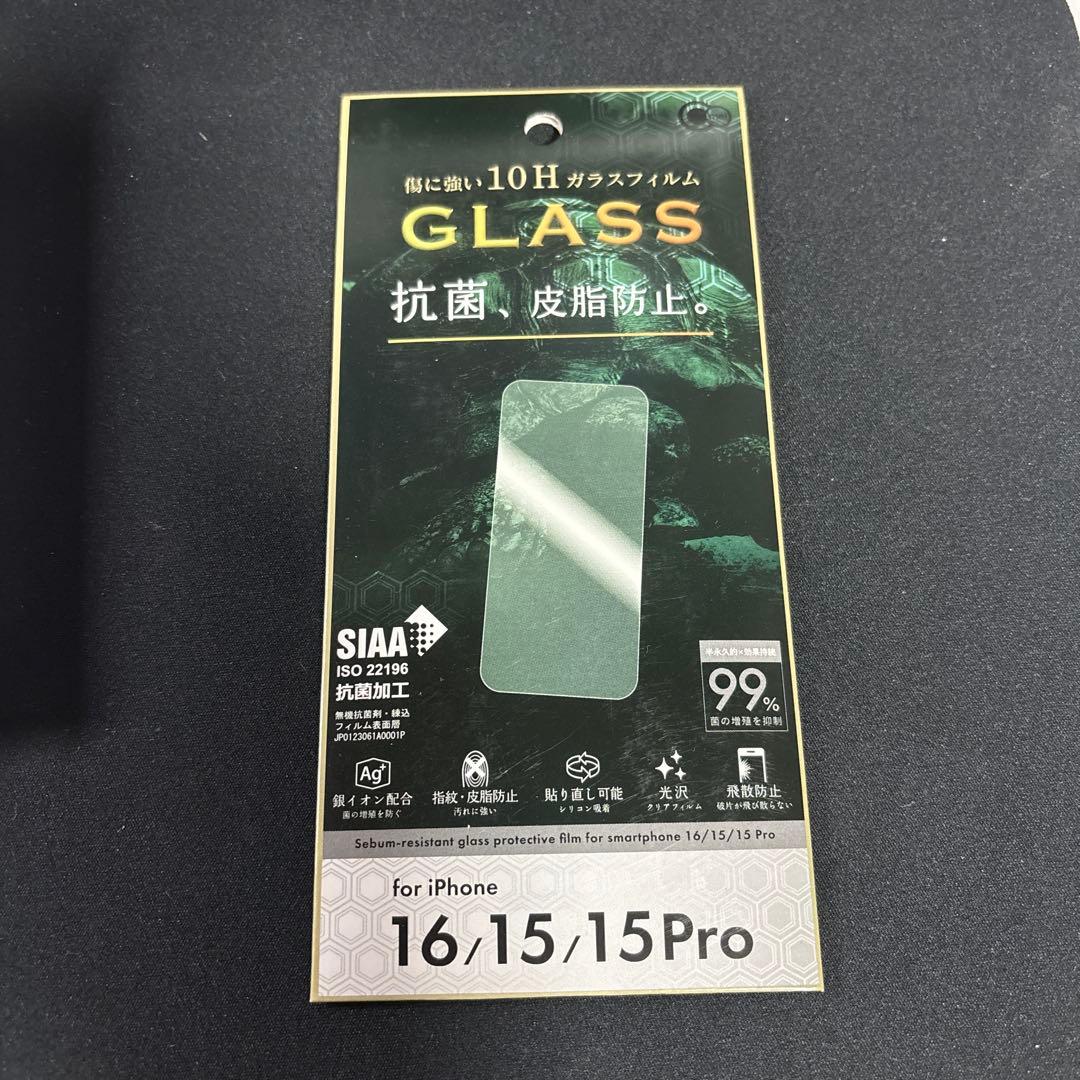 傷に強い10Hガラスフィルム
GLASS
抗菌、皮脂防止。
SIAA
ISO 22196
抗菌加工
無機抗菌剤・練込
フィルム表面層
JP0123061A0001P
半永久的×効果持続
99%
菌の増殖を抑制
Ag+
銀イオン配合
菌の増殖を防ぐ
指紋・皮脂防止
汚れに強い
貼り直し可能
シリコン吸着
光沢
クリアフィルム
飛散防止
破片が飛び散らない
Sebum-resistant glass protective film for smartphone 16/15/15 Pro
for iPhone
16/15/15Pro